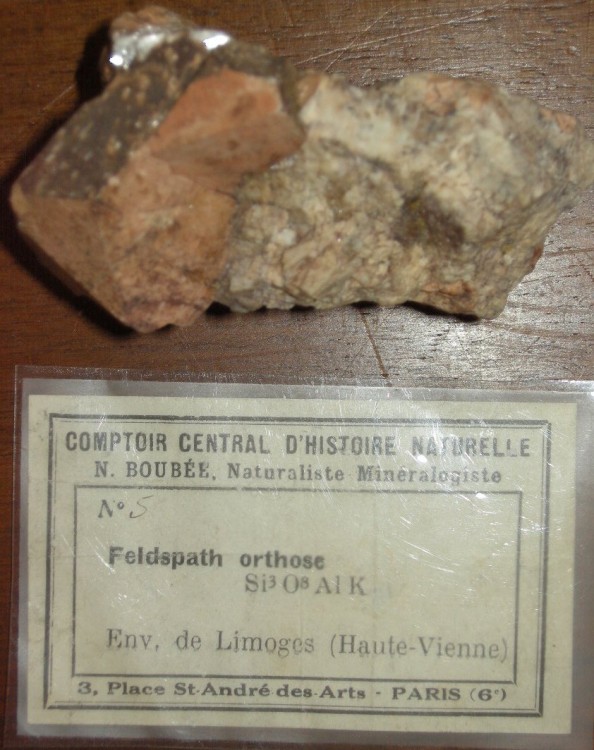 COMPTOIR CENTRAL D'HISTOIRE NATURELLE
N. BOUBÉE, Naturaliste Minéralogiste
N° 5
Feldspath orthose
Si³ O⁸ Al K
Env. de Limoges (Haute-Vienne)
3, Place St-André-des-Arts - PARIS (6ᵉ)